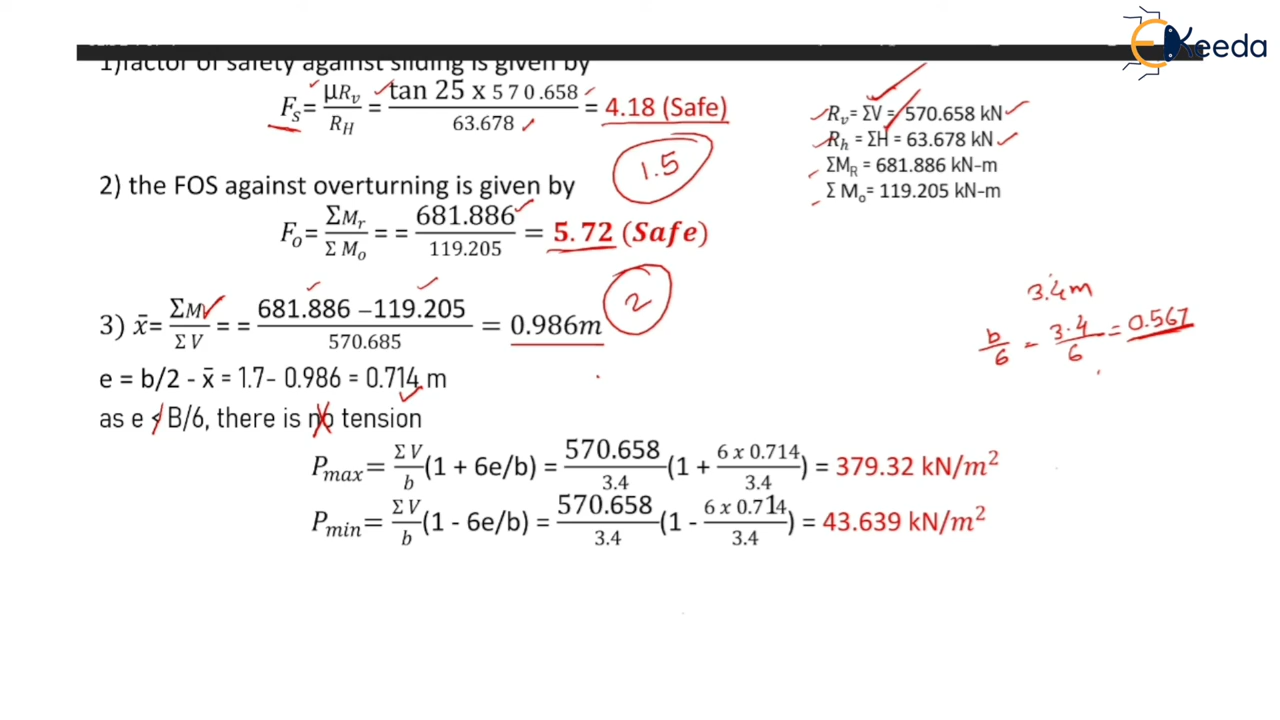 Keeda
1)factor of safety against sliding is given by
Fs= μRv/RH = tan 25 x 570.658/63.678 = 4.18 (Safe)
Rv= ΣV = 570.658 kN
Rh = ΣH = 63.678 kN
ΣMR = 681.886 kN-m
Σ Mo= 119.205 kN-m
1.5
2) the FOS against overturning is given by
Fo= ΣMr/Σ Mo = = 681.886/119.205 = 5.72 (Safe)
2
3.4m
b/6 = 3.4/6 = 0.567
3) x̄= ΣM/ΣV = = 681.886 −119.205/570.685 = 0.986m
e = b/2 - x̄ = 1.7- 0.986 = 0.714 m
as e < B/6, there is no tension
Pmax= ΣV/b (1 + 6e/b) = 570.658/3.4 (1 + 6 x 0.714/3.4) = 379.32 kN/m²
Pmin= ΣV/b (1 - 6e/b) = 570.658/3.4 (1 - 6 x 0.714/3.4) = 43.639 kN/m²